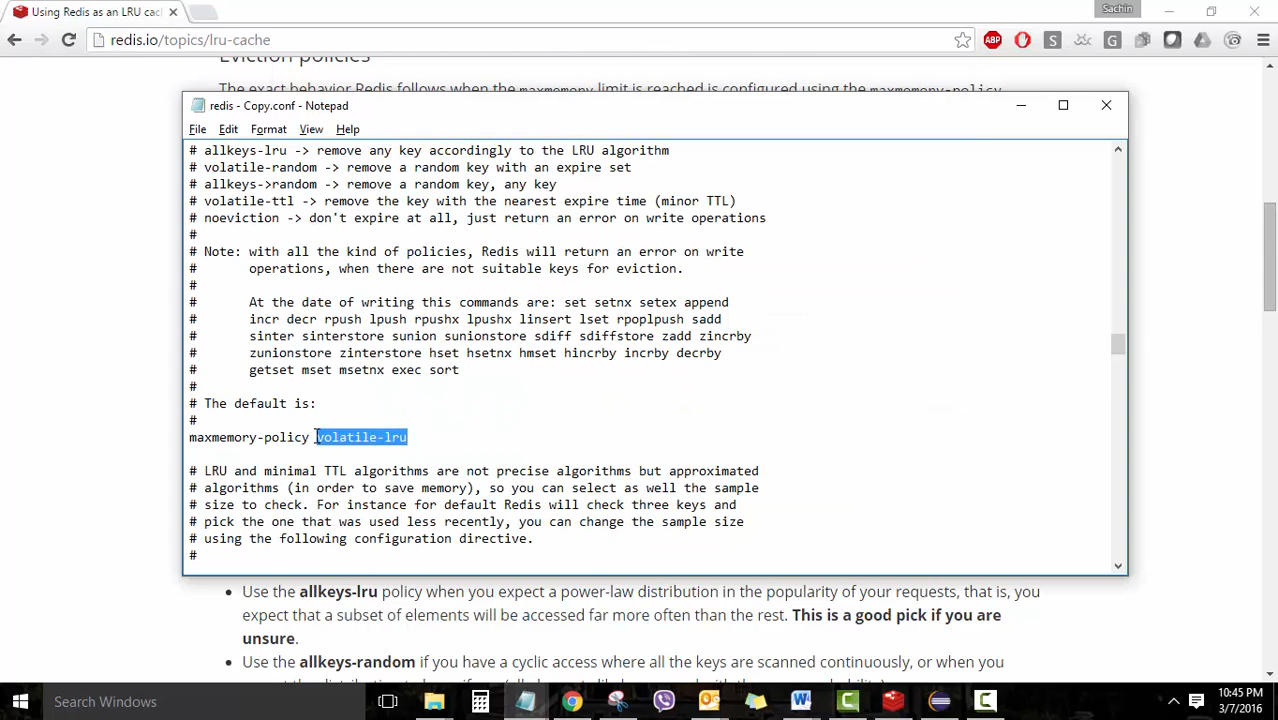 Using Redis as an LRU cac
Sachin
redis.io/topics/lru-cache
ABP
Eviction policies
The exact behavior Redis follows when the maxmemory limit is reached is configured using the maxmemory-policy
redis - Copy.conf - Notepad
File Edit Format View Help
# allkeys-lru -> remove any key accordingly to the LRU algorithm
# volatile-random -> remove a random key with an expire set
# allkeys->random -> remove a random key, any key
# volatile-ttl -> remove the key with the nearest expire time (minor TTL)
# noeviction -> don't expire at all, just return an error on write operations
#
# Note: with all the kind of policies, Redis will return an error on write
# operations, when there are not suitable keys for eviction.
#
# At the date of writing this commands are: set setnx setex append
# incr decr rpush lpush rpushx lpushx linsert lset rpoplpush sadd
# sinter sinterstore sunion sunionstore sdiff sdiffstore zadd zincrby
# zunionstore zinterstore hset hsetnx hmset hincrby incrby decrby
# getset mset msetnx exec sort
#
# The default is:
#
maxmemory-policy volatile-lru
# LRU and minimal TTL algorithms are not precise algorithms but approximated
# algorithms (in order to save memory), so you can select as well the sample
# size to check. For instance for default Redis will check three keys and
# pick the one that was used less recently, you can change the sample size
# using the following configuration directive.
#
Use the allkeys-lru policy when you expect a power-law distribution in the popularity of your requests, that is, you
expect that a subset of elements will be accessed far more often than the rest. This is a good pick if you are
unsure.
Use the allkeys-random if you have a cyclic access where all the keys are scanned continuously, or when you
Search Windows
10:45 PM
3/7/2016